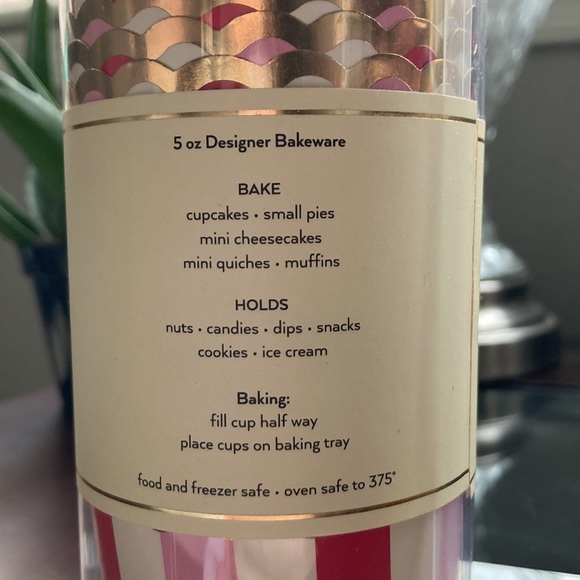 5 oz Designer Bakeware
BAKE
cupcakes • small pies
mini cheesecakes
mini quiches • muffins
HOLDS
nuts • candies • dips • snacks
cookies • ice cream
Baking:
fill cup half way
place cups on baking tray
food and freezer safe • oven safe to 375°